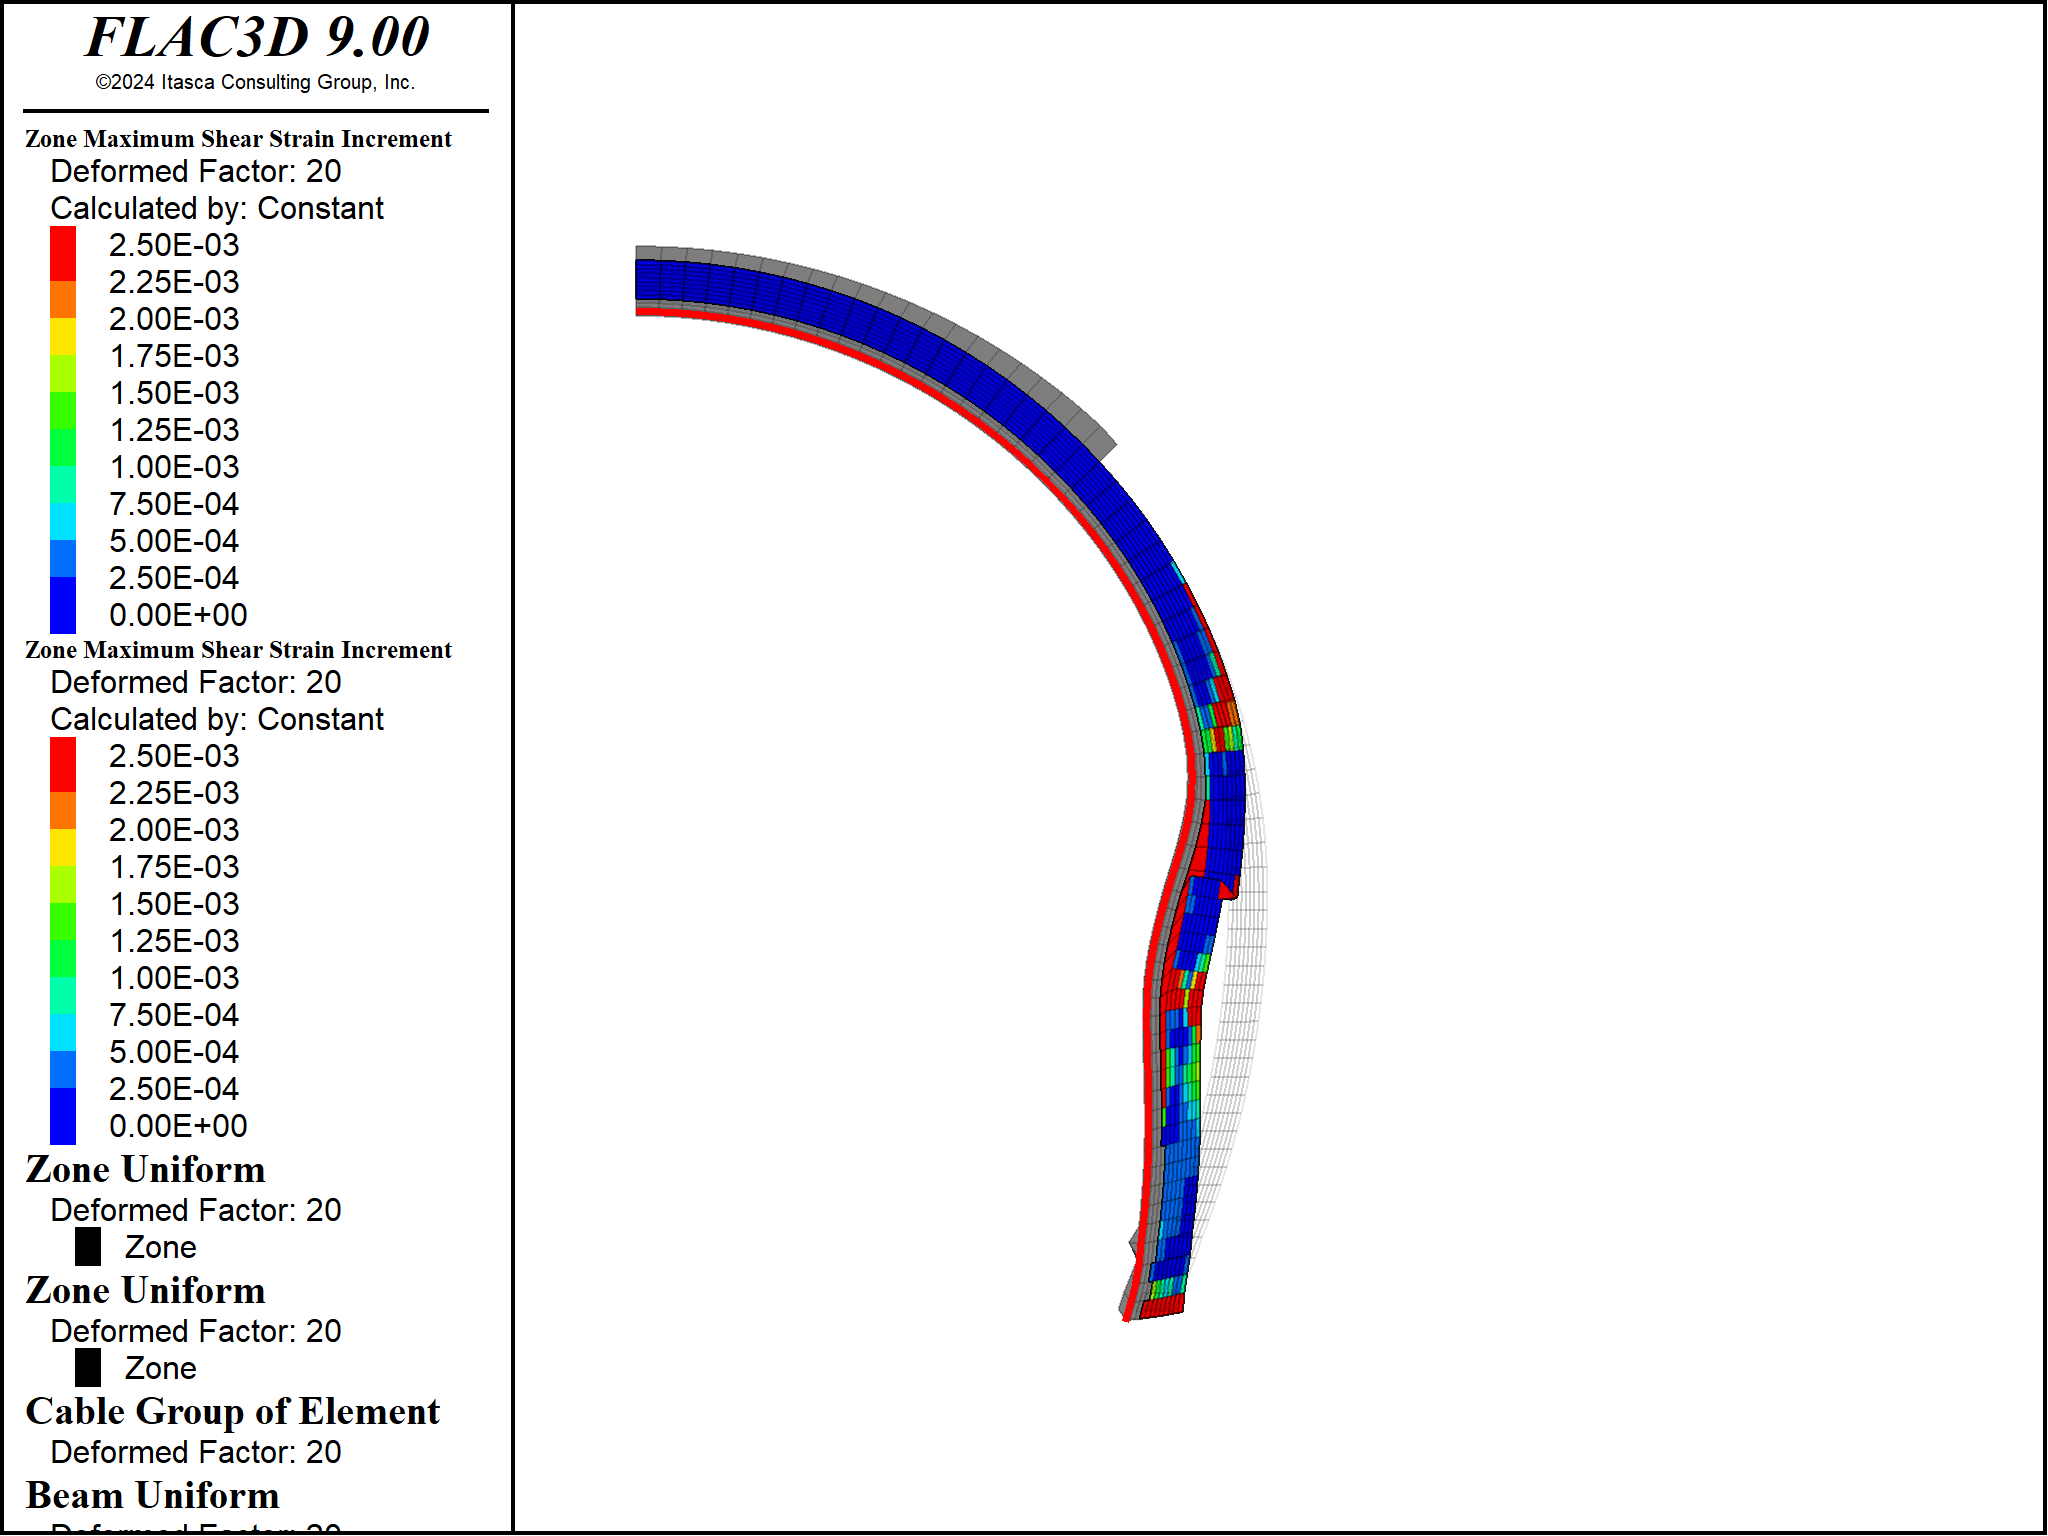 FLAC3D 9.00
©2024 Itasca Consulting Group, Inc.
Zone Maximum Shear Strain Increment
Deformed Factor: 20
Calculated by: Constant
2.50E-03
2.25E-03
2.00E-03
1.75E-03
1.50E-03
1.25E-03
1.00E-03
7.50E-04
5.00E-04
2.50E-04
0.00E+00
Zone Maximum Shear Strain Increment
Deformed Factor: 20
Calculated by: Constant
2.50E-03
2.25E-03
2.00E-03
1.75E-03
1.50E-03
1.25E-03
1.00E-03
7.50E-04
5.00E-04
2.50E-04
0.00E+00
Zone Uniform
Deformed Factor: 20
Zone
Zone Uniform
Deformed Factor: 20
Zone
Cable Group of Element
Deformed Factor: 20
Beam Uniform